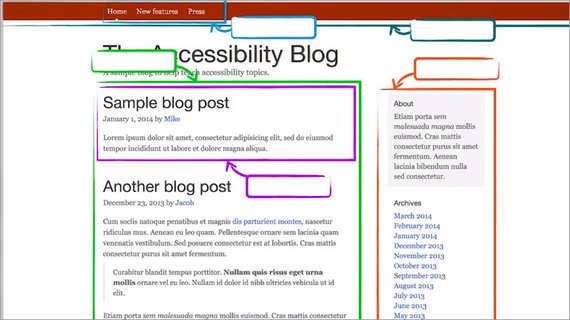 Home New features Press
The Accessibility Blog
A sample blog to help teach accessibility topics.
Sample blog post
January 1, 2014 by Mike
Lorem ipsum dolor sit amet, consectetur adipisicing elit, sed do eiusmod
tempor incididunt ut labore et dolore magna aliqua.
Another blog post
December 23, 2013 by Jacob
Cum sociis natoque penatibus et magnis dis parturient montes, nascetur
ridiculus mus. Aenean eu leo quam. Pellentesque ornare sem lacinia quam
venenatis vestibulum. Sed posuere consectetur est at lobortis. Cras mattis
consectetur purus sit amet fermentum.
Curabitur blandit tempus porttitor. Nullam quis risus eget urna
mollis ornare vel eu leo. Nullam id dolor id nibh ultricies vehicula ut id
elit.
Etiam porta sem malesuada magna mollis euismod. Cras mattis consectetur
About
Etiam porta sem
malesuada magna mollis
euismod. Cras mattis
consectetur purus sit amet
fermentum. Aenean
lacinia bibendum nulla
sed consectetur.
Archives
March 2014
February 2014
January 2014
December 2013
November 2013
October 2013
September 2013
August 2013
July 2013
June 2013
May 2013